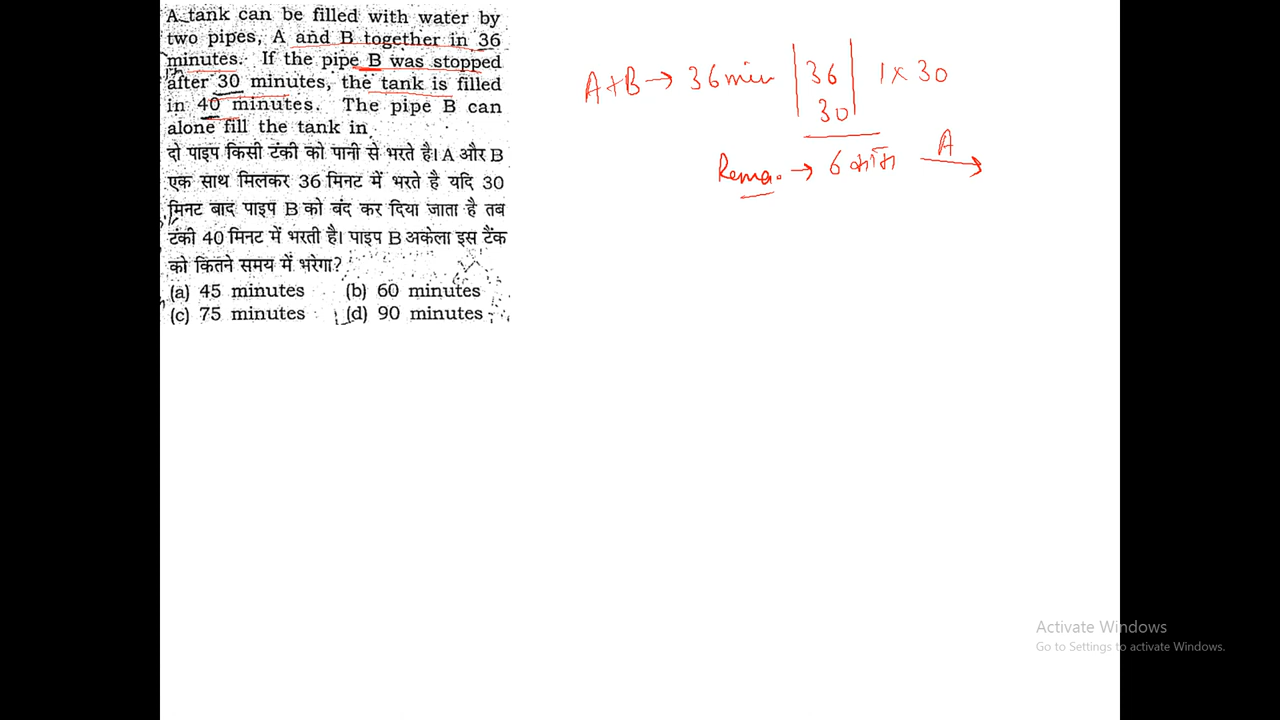 A tank can be filled with water by
two pipes, A and B together in 36
minutes. If the pipe B was stopped
after 30 minutes, the tank is filled
in 40 minutes. The pipe B can
alone fill the tank in
दो पाइप किसी टंकी को पानी से भरते है। A और B
एक साथ मिलकर 36 मिनट में भरते है यदि 30
मिनट बाद पाइप B को बंद कर दिया जाता है तब
टंकी 40 मिनट में भरती है। पाइप B अकेला इस टैंक
को कितने समय में भरेगा?
(a) 45 minutes (b) 60 minutes
(c) 75 minutes (d) 90 minutes
A+B → 36 min 36 1 × 30
30
Rema. → 6 काम A
Activate Windows
Go to Settings to activate Windows.